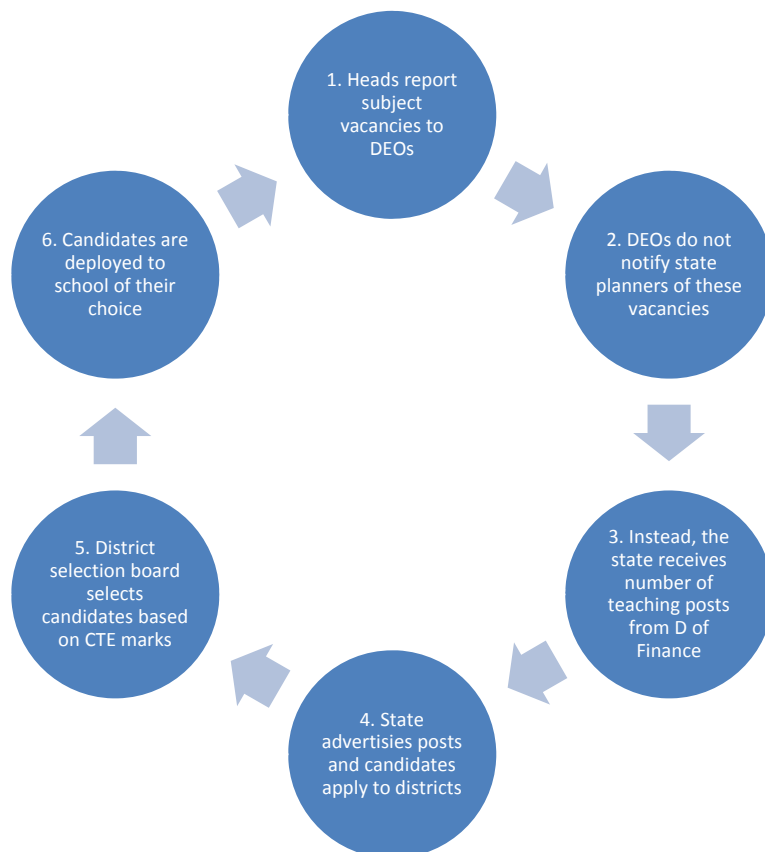 1. Heads report
subject
vacancies to
DEOs
2. DEOs do not
notify state
planners of these
vacancies
3. Instead, the
state receives
number of
teaching posts
from D of
Finance
4. State
advertisies posts
and candidates
apply to districts
5. District
selection board
selects
candidates based
on CTE marks
6. Candidates are
deployed to
school of their
choice